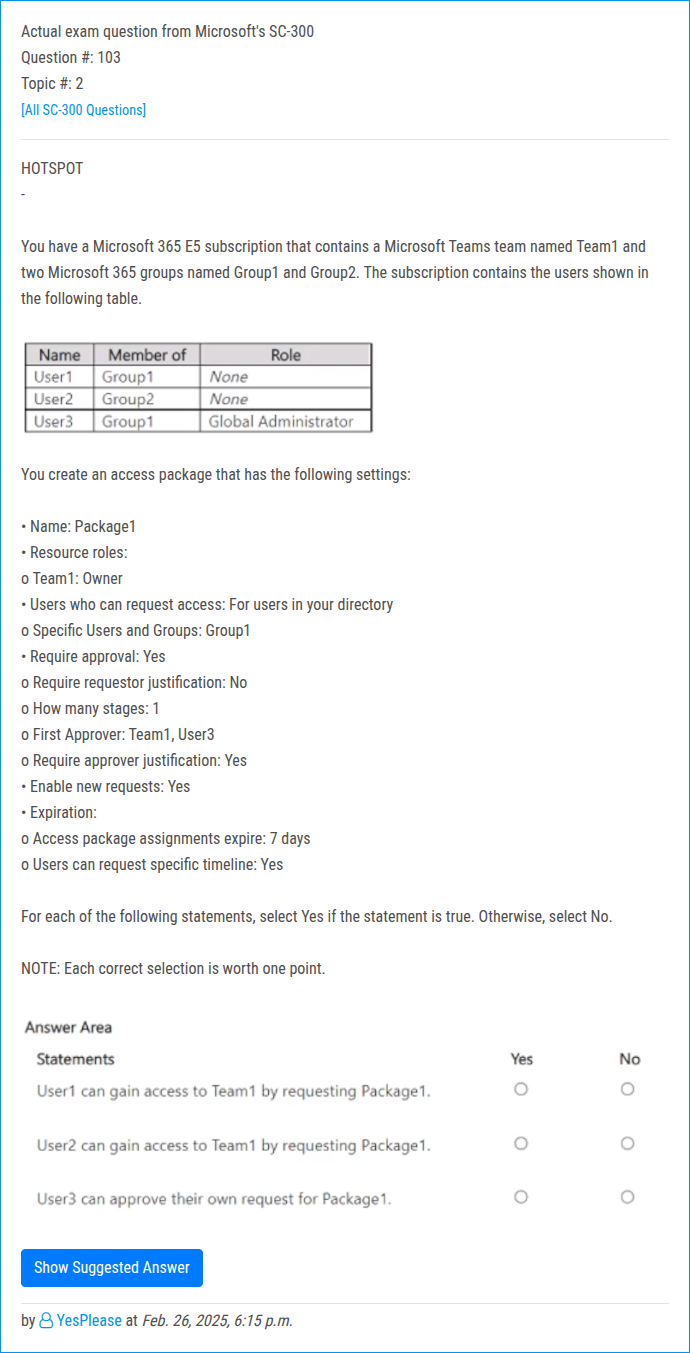 Actual exam question from Microsoft's SC-300
Question #: 103
Topic #: 2
[All SC-300 Questions]
HOTSPOT
-
You have a Microsoft 365 E5 subscription that contains a Microsoft Teams team named Team1 and
two Microsoft 365 groups named Group1 and Group2. The subscription contains the users shown in
the following table.
Name Member of Role
User1 Group1 None
User2 Group2 None
User3 Group1 Global Administrator
You create an access package that has the following settings:
• Name: Package1
• Resource roles:
o Team1: Owner
• Users who can request access: For users in your directory
o Specific Users and Groups: Group1
• Require approval: Yes
o Require requestor justification: No
o How many stages: 1
o First Approver: Team1, User3
o Require approver justification: Yes
• Enable new requests: Yes
• Expiration:
o Access package assignments expire: 7 days
o Users can request specific timeline: Yes
For each of the following statements, select Yes if the statement is true. Otherwise, select No.
NOTE: Each correct selection is worth one point.
Answer Area
Statements Yes No
User1 can gain access to Team1 by requesting Package1.
User2 can gain access to Team1 by requesting Package1.
User3 can approve their own request for Package1.
Show Suggested Answer
by YesPlease at Feb. 26, 2025, 6:15 p.m.